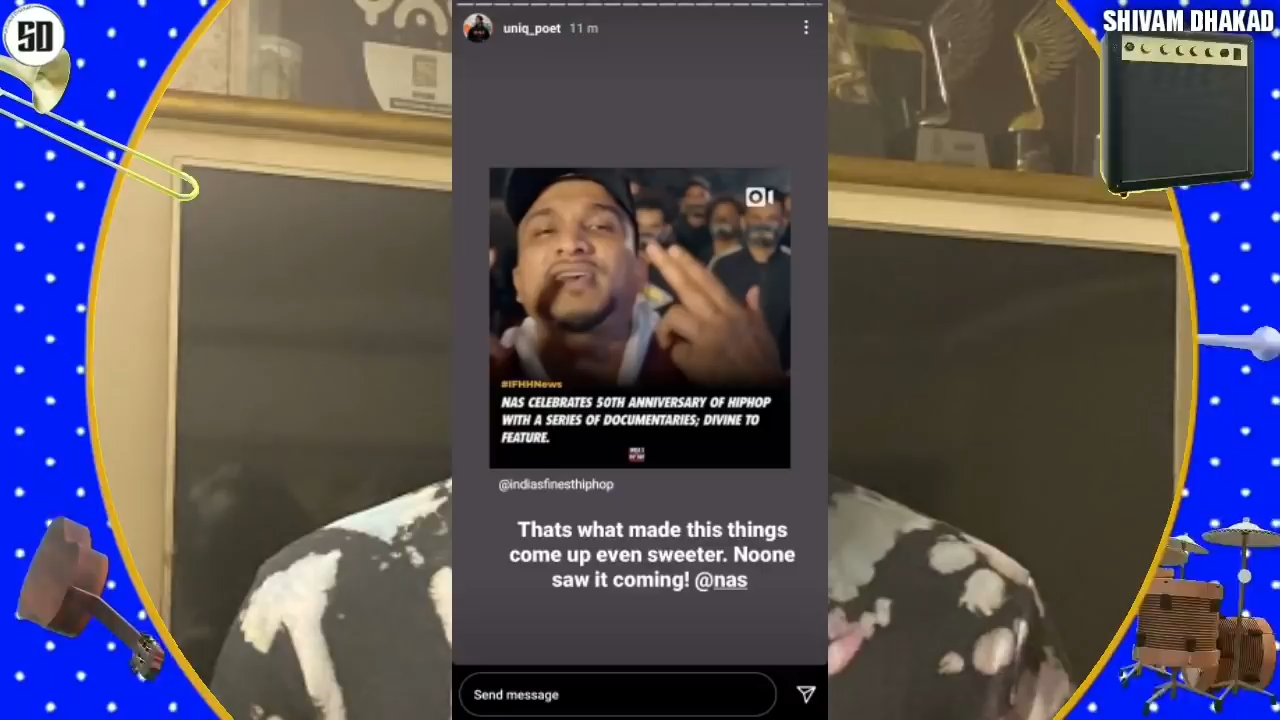 SD
SHIVAM DHAKAD
uniq_poet 11 m
#IFHHNews
NAS CELEBRATES 50TH ANNIVERSARY OF HIPHOP
WITH A SERIES OF DOCUMENTARIES; DIVINE TO
FEATURE.
@indiasfinesthiphop
Thats what made this things
come up even sweeter. Noone
saw it coming! @nas
Send message